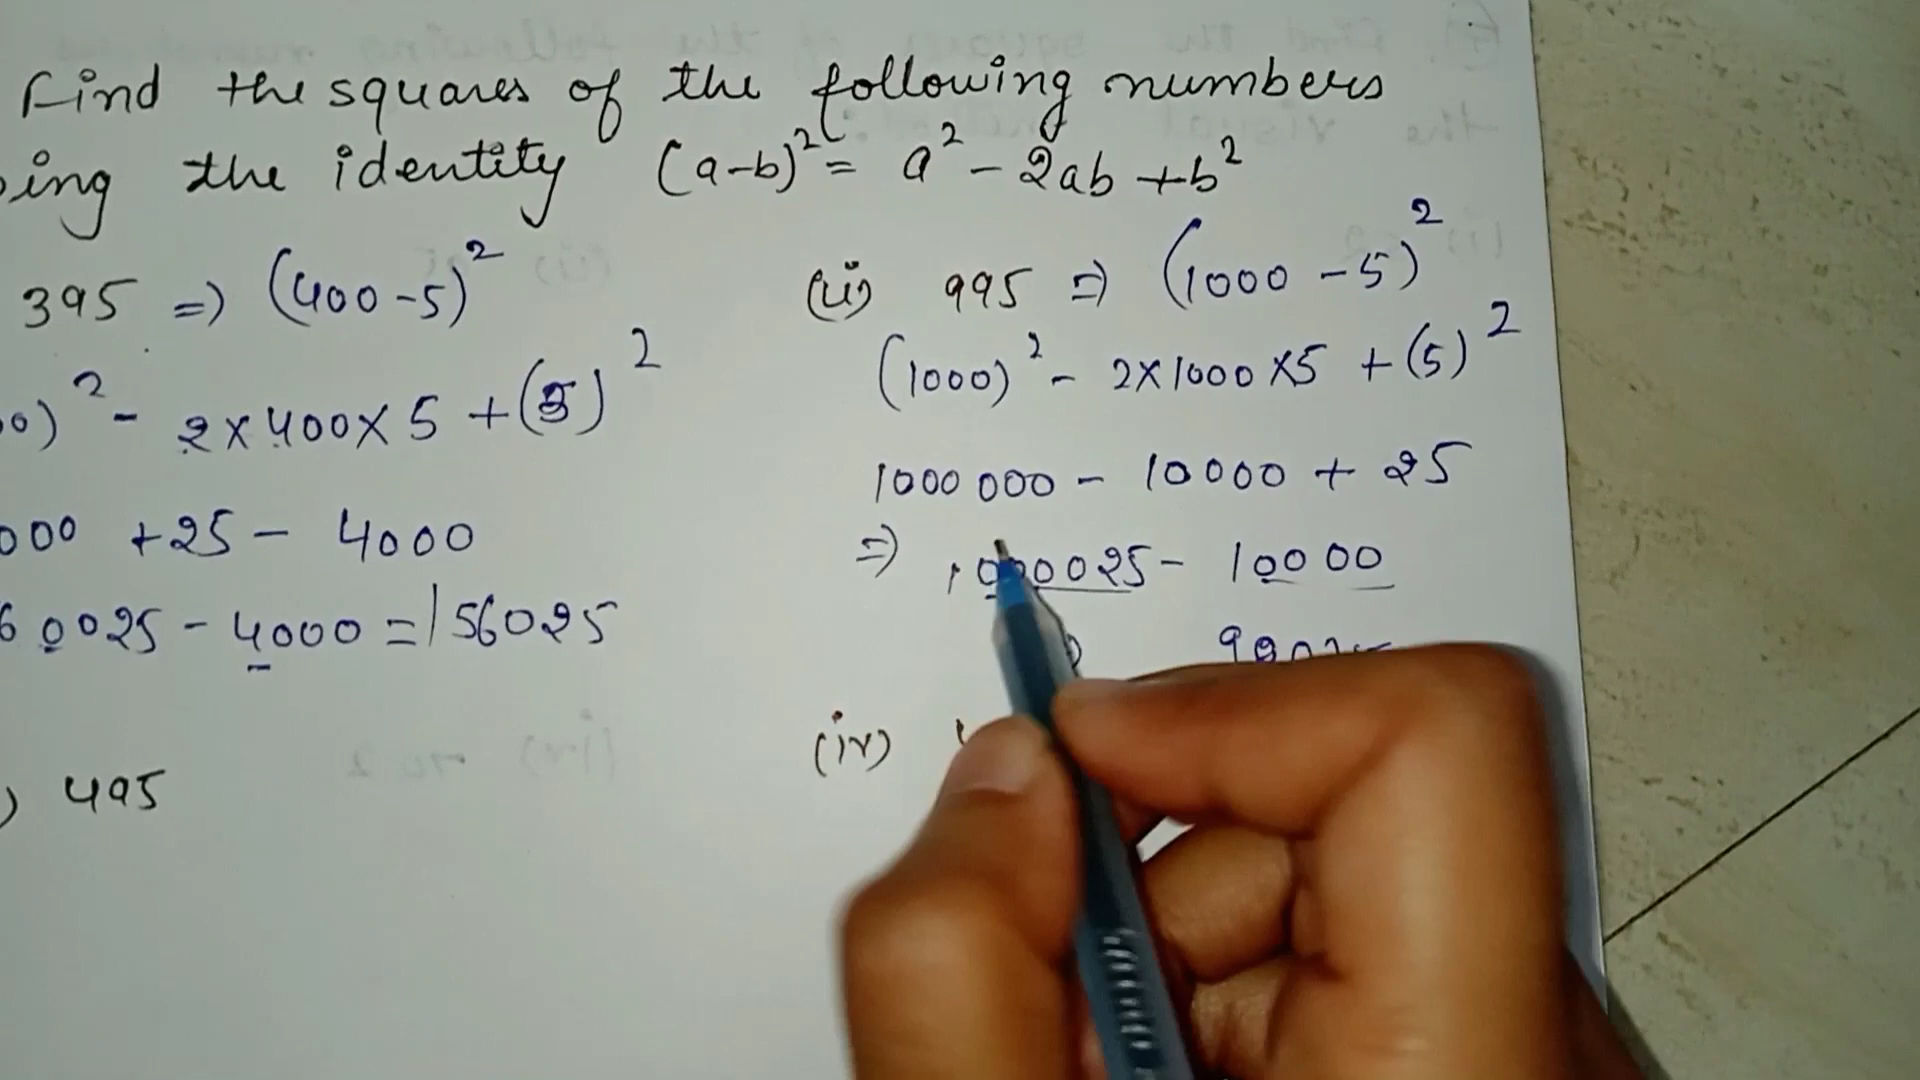 Find the squares of the following numbers
ing the identity (a-b)² = a² - 2ab + b²
395 => (400-5)²
0)² - 2×400×5 + (5)²
000 +25 - 4000
60025 - 4000 = 156025
) 495
(ii) 995 => (1000 - 5)²
(1000)² - 2×1000×5 + (5)²
1000 000 - 10000 + 25
=> 1000025 - 10000
(iv)